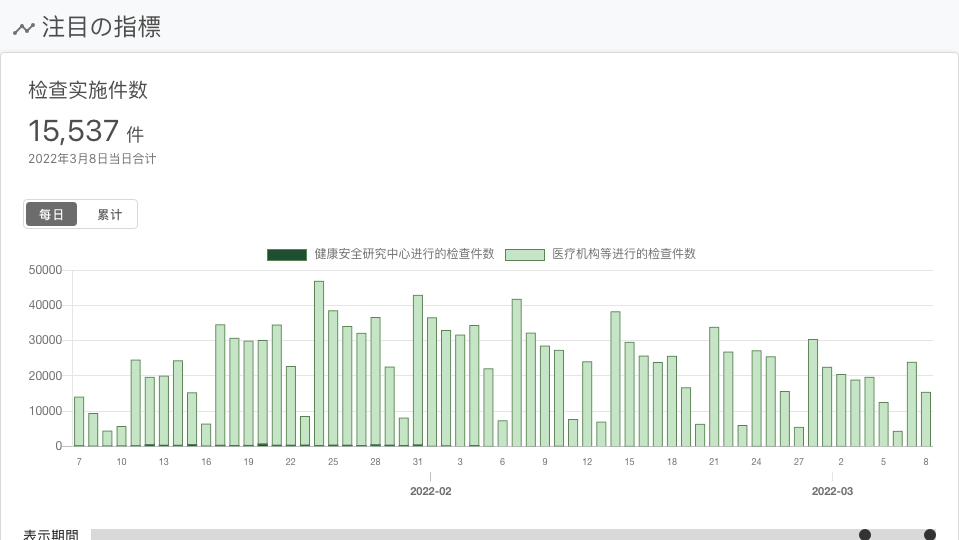 注目の指標
检查实施件数
15,537 件
2022年3月8日当日合计
每日 累计
健康安全研究中心进行的检查件数 医疗机构等进行的检查件数
50000
40000
30000
20000
10000
0
7 10 13 16 19 22 25 28 31 3 6 9 12 15 18 21 24 27 2 5 8
2022-02 2022-03
表示期間